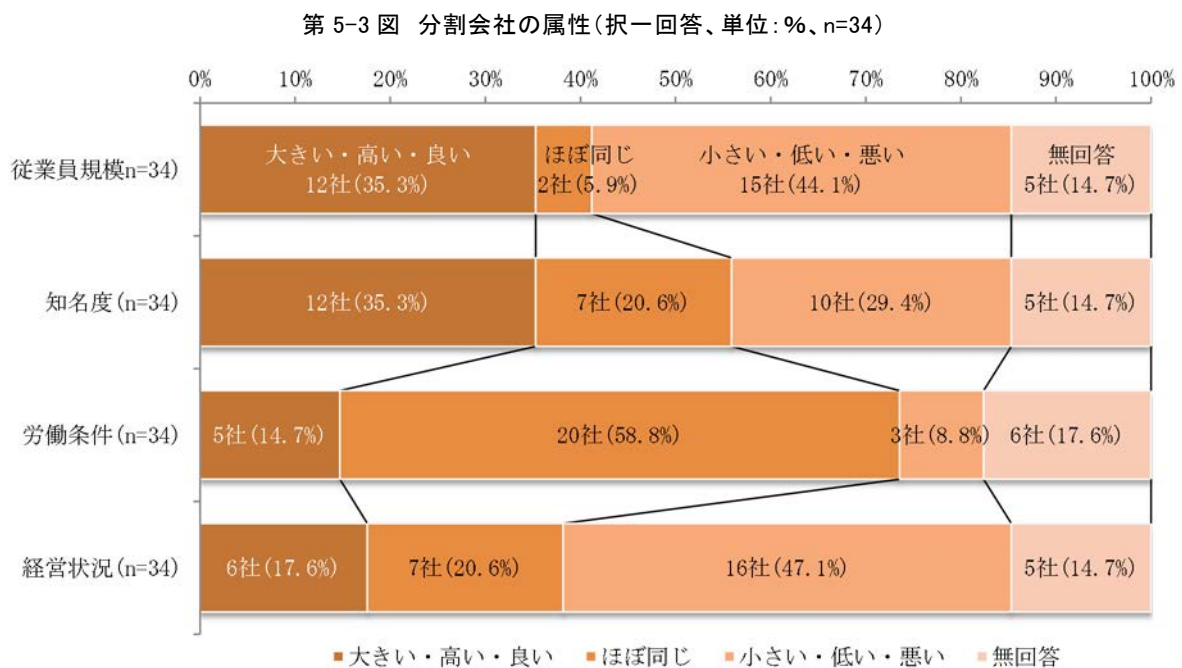 第 5-3 図 分割会社の属性(択一回答、単位:%、n=34)
0% 10% 20% 30% 40% 50% 60% 70% 80% 90% 100%
従業員規模n=34)
大きい・高い・良い
12社(35.3%)
ほぼ同じ
2社(5.9%)
小さい・低い・悪い
15社(44.1%)
無回答
5社(14.7%)
知名度(n=34)
12社(35.3%)
7社(20.6%)
10社(29.4%)
5社(14.7%)
労働条件(n=34)
5社(14.7%)
20社(58.8%)
3社(8.8%)
6社(17.6%)
経営状況(n=34)
6社(17.6%)
7社(20.6%)
16社(47.1%)
5社(14.7%)
大きい・高い・良い ほぼ同じ 小さい・低い・悪い 無回答